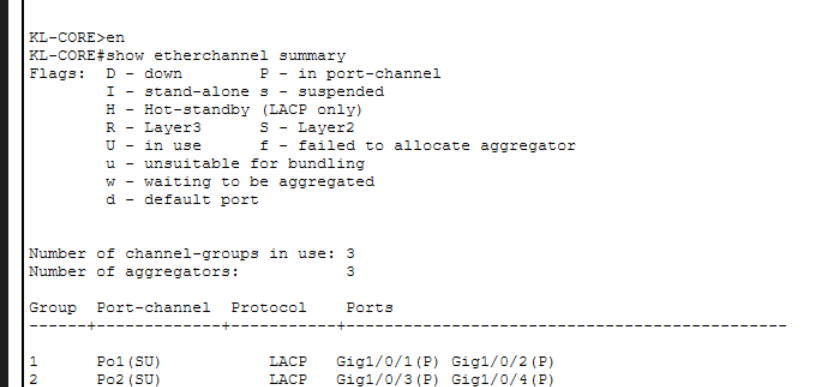 KL-CORE>en
KL-CORE#show etherchannel summary
Flags:  D - down        P - in port-channel
        I - stand-alone s - suspended
        H - Hot-standby (LACP only)
        R - Layer3      S - Layer2
        U - in use      f - failed to allocate aggregator
        u - unsuitable for bundling
        w - waiting to be aggregated
        d - default port
Number of channel-groups in use: 3
Number of aggregators:           3
Group  Port-channel  Protocol    Ports
------+-------------+-----------+----------------------------------------------
1      Po1(SU)           LACP   Gig1/0/1(P) Gig1/0/2(P)
2      Po2(SU)           LACP   Gig1/0/3(P) Gig1/0/4(P)